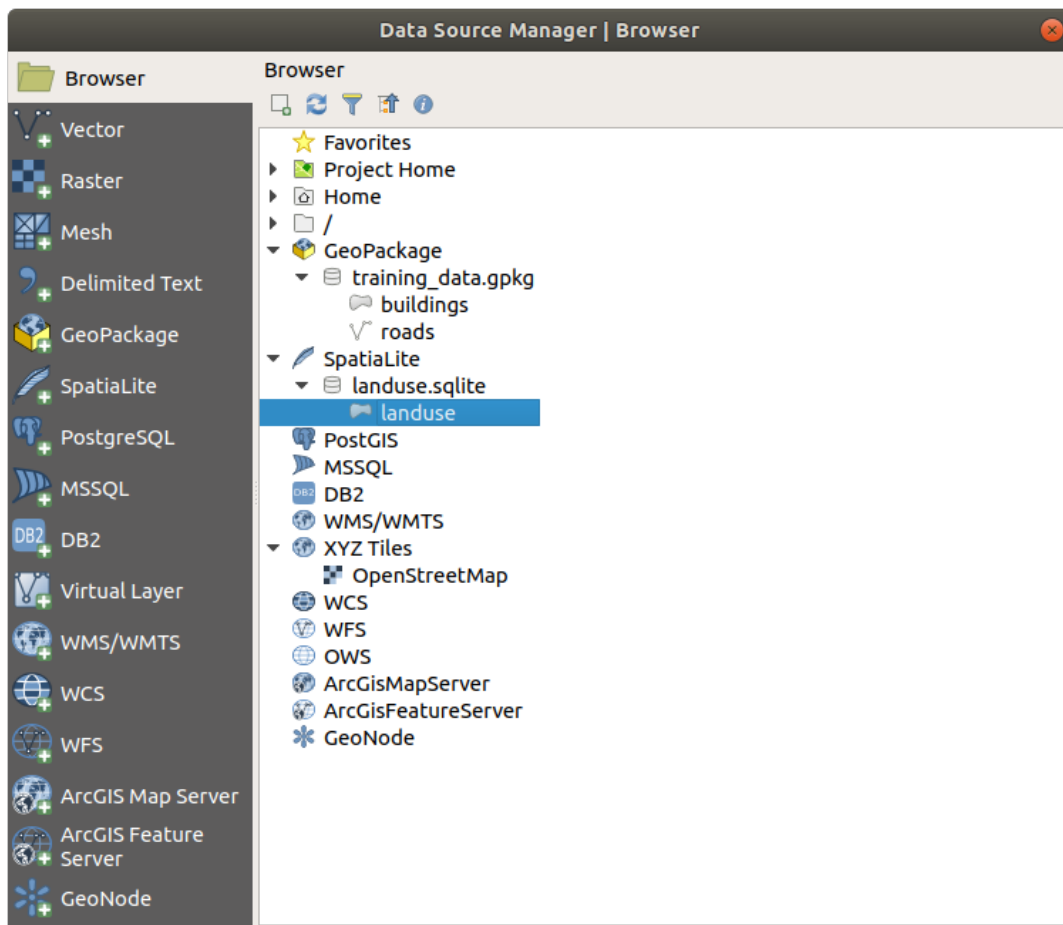 Data Source Manager | Browser
Browser
Vector
Raster
Mesh
Delimited Text
GeoPackage
SpatiaLite
PostgreSQL
MSSQL
DB2
DB2
Virtual Layer
WMS/WMTS
WCS
WFS
ArcGIS Map Server
ArcGIS Feature
Server
GeoNode
Browser
Favorites
Project Home
Home
/
GeoPackage
training_data.gpkg
buildings
roads
SpatiaLite
landuse.sqlite
landuse
PostGIS
MSSQL
DB2 DB2
WMS/WMTS
XYZ Tiles
OpenStreetMap
WCS
WFS
OWS
ArcGisMapServer
ArcGisFeatureServer
GeoNode